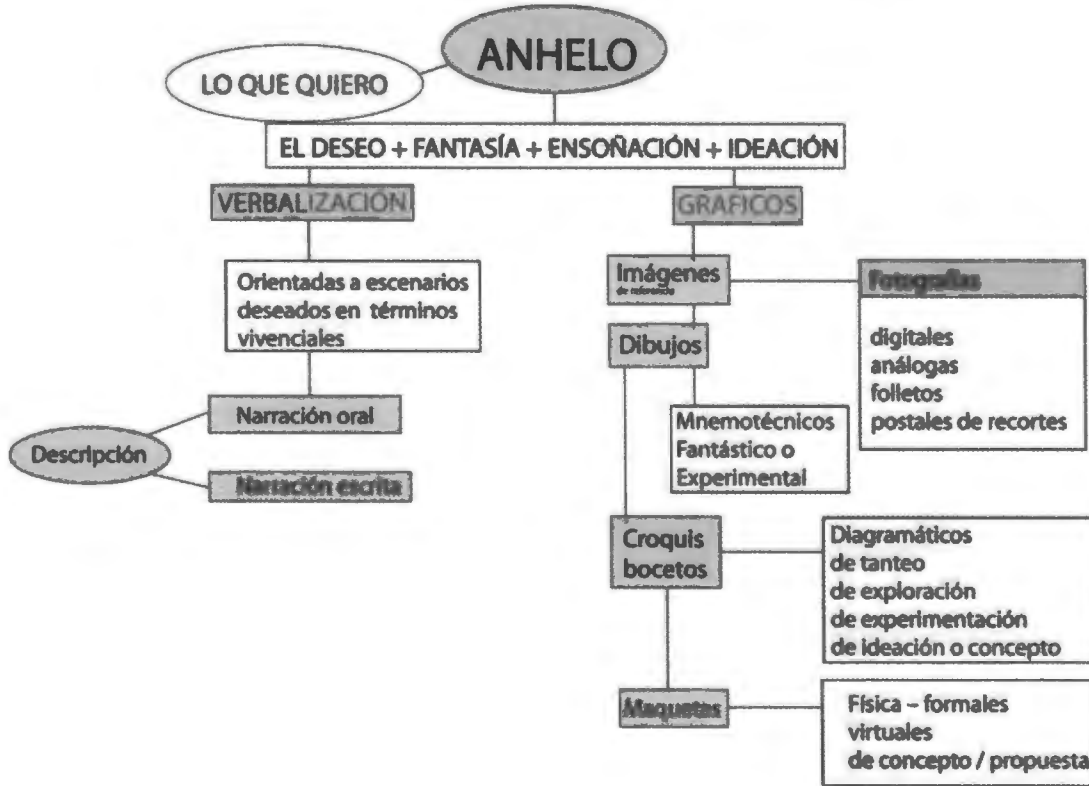 ANHELO
LO QUE QUIERO
EL DESEO + FANTASÍA + ENSOÑACIÓN + IDEACIÓN
VERBALIZACIÓN
GRAFICOS
Orientadas a escenarios
deseados en términos
vivenciales
Narración oral
Descripción
Narración escrita
Imágenes
de referencia
Fotografías
digitales
análogas
folletos
postales de recortes
Dibujos
Mnemotécnicos
Fantástico o
Experimental
Croquis
bocetos
Diagramáticos
de tanteo
de exploración
de experimentación
de ideación o concepto
Maquetas
Física – formales
virtuales
de concepto / propuesta